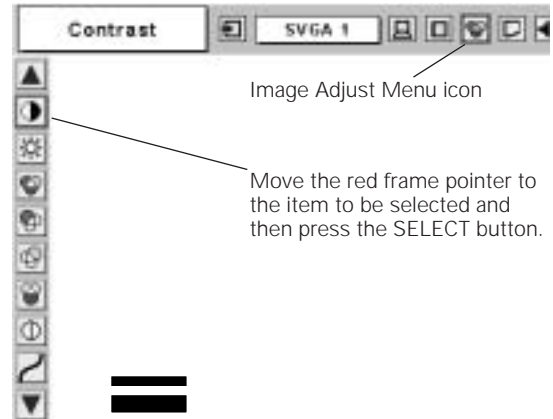 Contrast
SVGA 1
Image Adjust Menu icon
Move the red frame pointer to
the item to be selected and
then press the SELECT button.